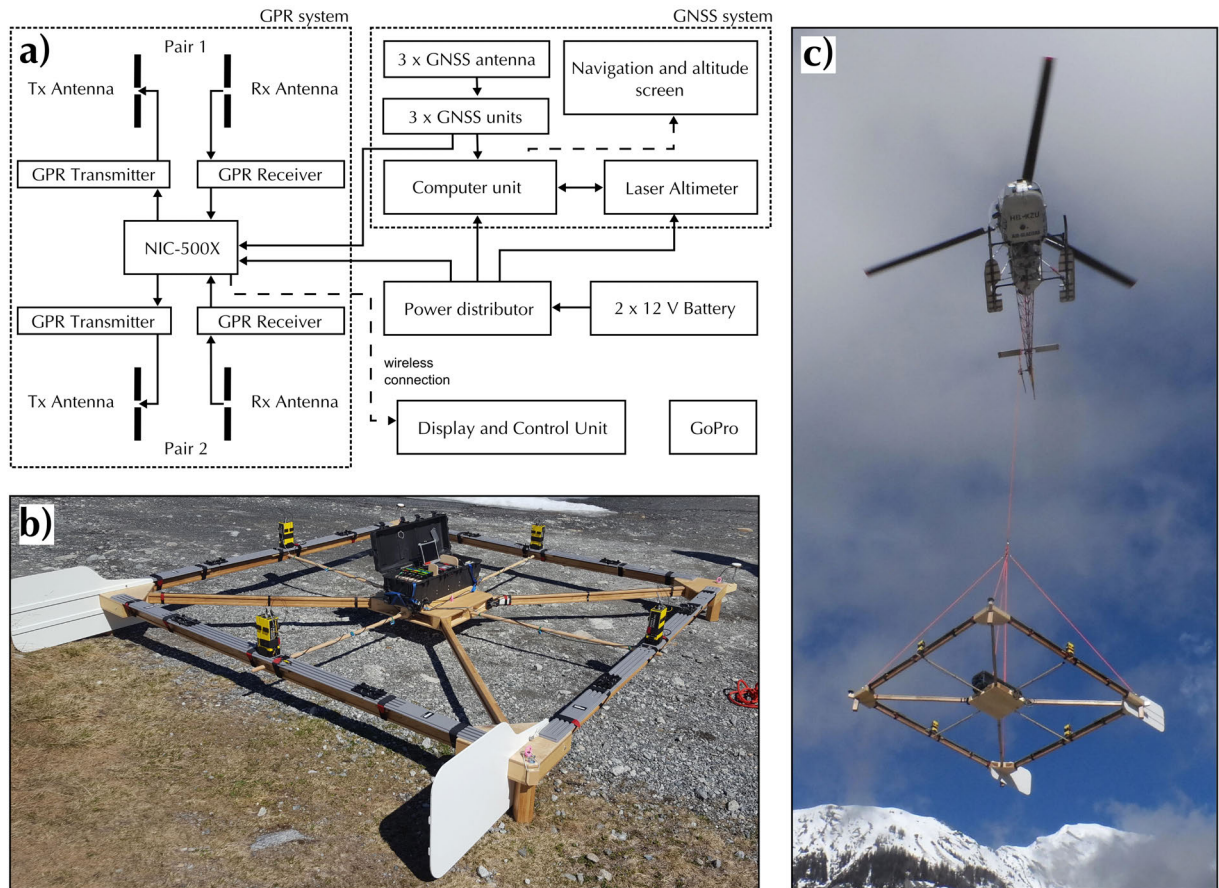 GPR system
a)
Pair 1
Tx Antenna
Rx Antenna
GPR Transmitter
GPR Receiver
NIC-500X
GPR Transmitter
GPR Receiver
Tx Antenna
Rx Antenna
Pair 2
GNSS system
3 x GNSS antenna
Navigation and altitude
screen
3 x GNSS units
Computer unit
Laser Altimeter
Power distributor
2 x 12 V Battery
wireless
connection
Display and Control Unit
GoPro
b)
c)